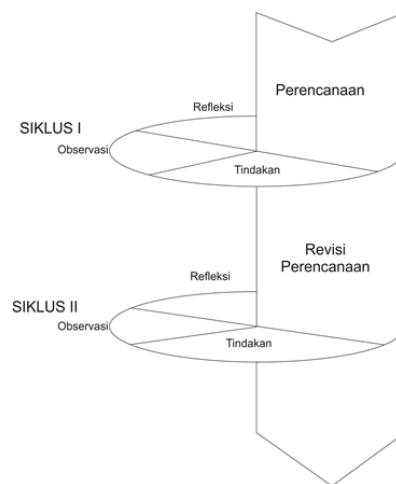 Perencanaan
Refleksi
SIKLUS I
Observasi
Tindakan
Revisi
Perencanaan
Refleksi
SIKLUS II
Observasi
Tindakan